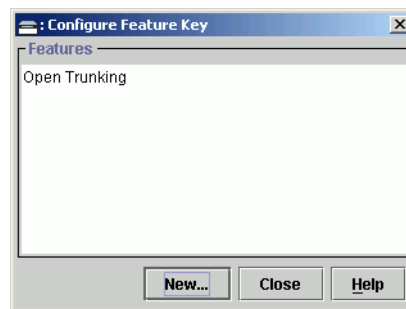 : Configure Feature Key
Features
Open Trunking
New... Close Help